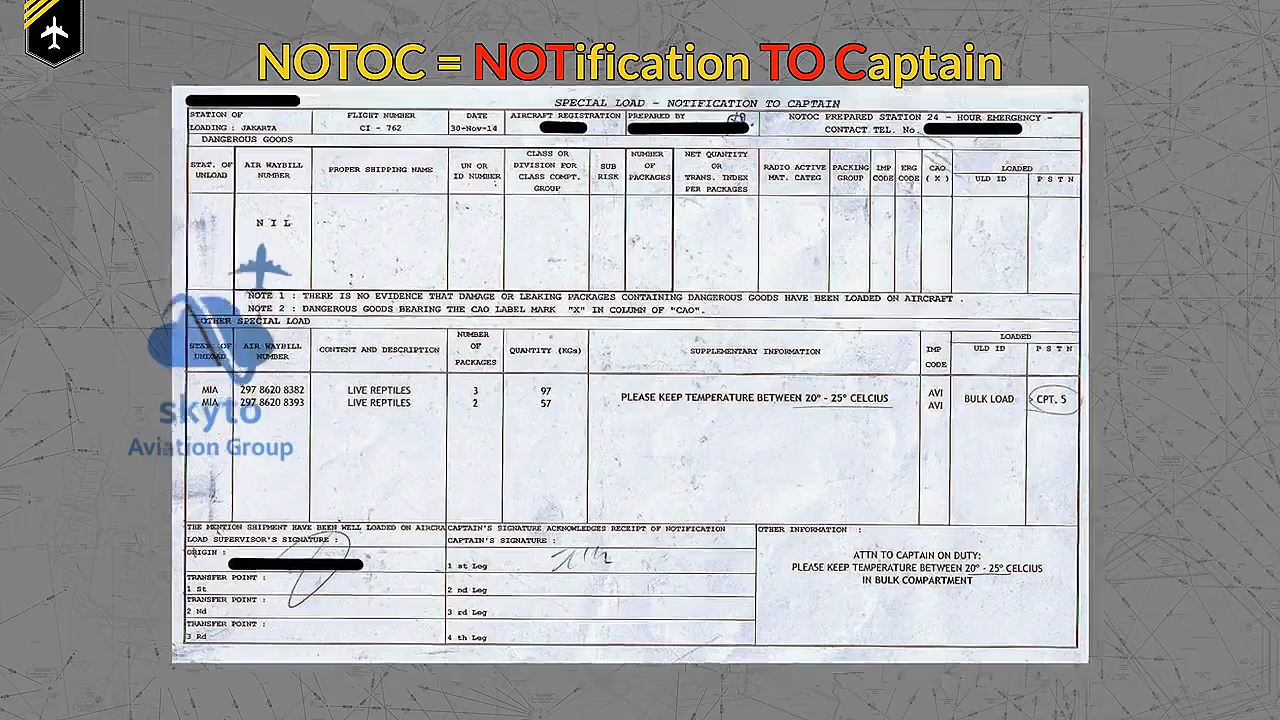 NOTOC = NOTification TO Captain
SPECIAL LOAD - NOTIFICATION TO CAPTAIN
STATION OF
LOADING : JAKARTA
FLIGHT NUMBER
CI - 762
DATE
30-Nov-14
AIRCRAFT REGISTRATION
PREPARED BY
NOTOC PREPARED STATION 24 - HOUR EMERGENCY -
CONTACT TEL. No.
DANGEROUS GOODS
STAT. OF
UNLOAD
AIR WAYBILL
NUMBER
PROPER SHIPPING NAME
UN OR
ID NUMBER
CLASS OR
DIVISION FOR
CLASS COMPT.
GROUP
SUB
RISK
NUMBER
OF
PACKAGES
NET QUANTITY
OR
TRANS. INDEX
PER PACKAGES
RADIO ACTIVE
MAT. CATEG
PACKING
GROUP
IMP
CODE
ERG
CODE
CAO
( X )
LOADED
ULD ID
P S T N
N I L
NOTE 1 : THERE IS NO EVIDENCE THAT DAMAGE OR LEAKING PACKAGES CONTAINING DANGEROUS GOODS HAVE BEEN LOADED ON AIRCRAFT .
NOTE 2 : DANGEROUS GOODS BEARING THE CAO LABEL MARK "X" IN COLUMN OF "CAO".
OTHER SPECIAL LOAD
STAT. OF
UNLOAD
AIR WAYBILL
NUMBER
CONTENT AND DESCRIPTION
NUMBER
OF
PACKAGES
QUANTITY (KGs)
SUPPLEMENTARY INFORMATION
IMP
CODE
LOADED
ULD ID
P S T N
MIA 297 8620 8382 LIVE REPTILES 3 97
MIA 297 8620 8393 LIVE REPTILES 2 57
PLEASE KEEP TEMPERATURE BETWEEN 20° - 25° CELCIUS
AVI
AVI
BULK LOAD
CPT. 5
skyto
Aviation Group
THE MENTION SHIPMENT HAVE BEEN WELL LOADED ON AIRCRA
LOAD SUPERVISOR'S SIGNATURE :
ORIGIN :
TRANSFER POINT :
1 St
TRANSFER POINT :
2 Nd
TRANSFER POINT :
3 Rd
CAPTAIN'S SIGNATURE ACKNOWLEDGES RECEIPT OF NOTIFICATION
CAPTAIN'S SIGNATURE :
1 st Leg
2 nd Leg
3 rd Leg
4 th Leg
OTHER INFORMATION :
ATTN TO CAPTAIN ON DUTY:
PLEASE KEEP TEMPERATURE BETWEEN 20° - 25° CELCIUS
IN BULK COMPARTMENT